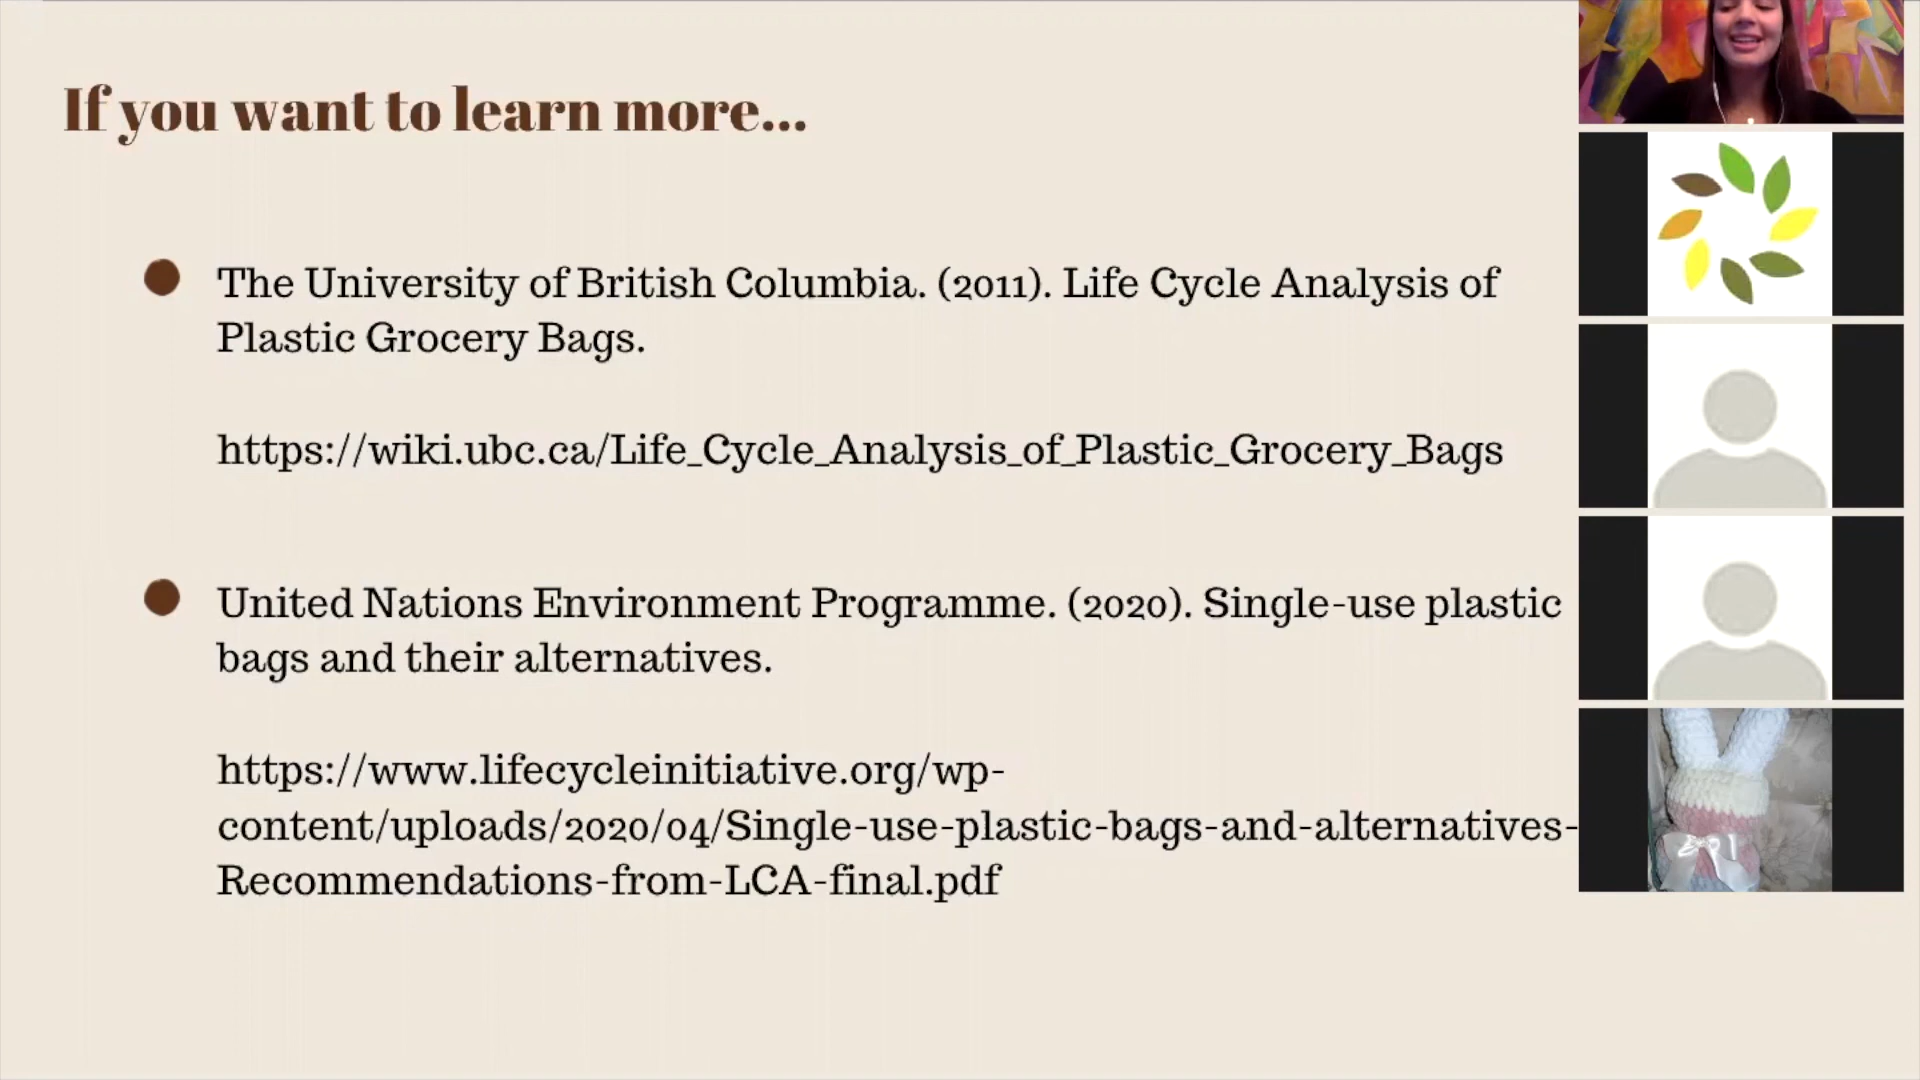 If you want to learn more...
The University of British Columbia. (2011). Life Cycle Analysis of
Plastic Grocery Bags.
https://wiki.ubc.ca/Life_Cycle_Analysis_of_Plastic_Grocery_Bags
United Nations Environment Programme. (2020). Single-use plastic
bags and their alternatives.
https://www.lifecycleinitiative.org/wp-
content/uploads/2020/04/Single-use-plastic-bags-and-alternatives-
Recommendations-from-LCA-final.pdf